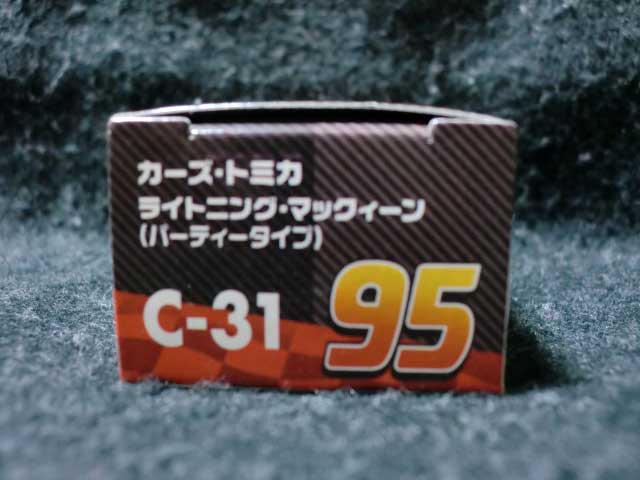 カーズ・トミカ
ライトニング・マックィーン
(パーティータイプ)
C-31 95